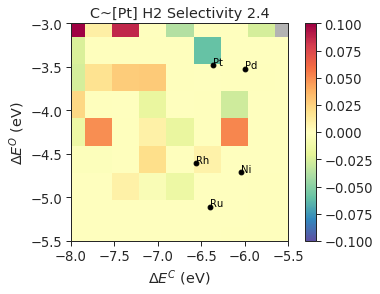 C~[Pt] H2 Selectivity 2.4
−3.0
−3.5
−4.0
−4.5
−5.0
−5.5
ΔE^O (eV)
Pt
Pd
Rh
Ni
Ru
−8.0 −7.5 −7.0 −6.5 −6.0 −5.5
ΔE^C (eV)
0.100
0.075
0.050
0.025
0.000
−0.025
−0.050
−0.075
−0.100